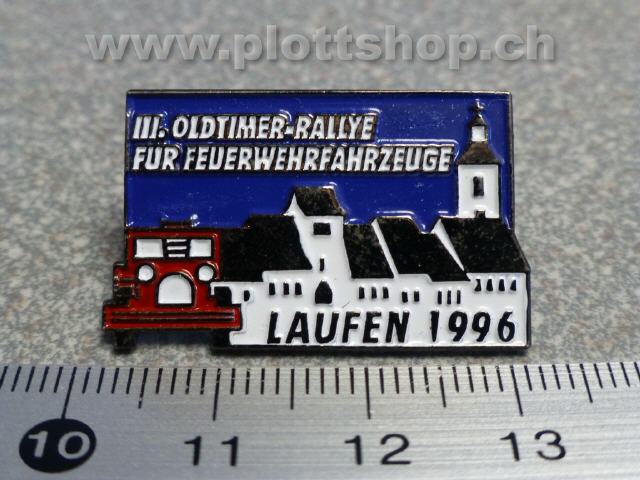 www.plottshop.ch
III. OLDTIMER-RALLYE
FÜR FEUERWEHRFAHRZEUGE
LAUFEN 1996
10 11 12 13